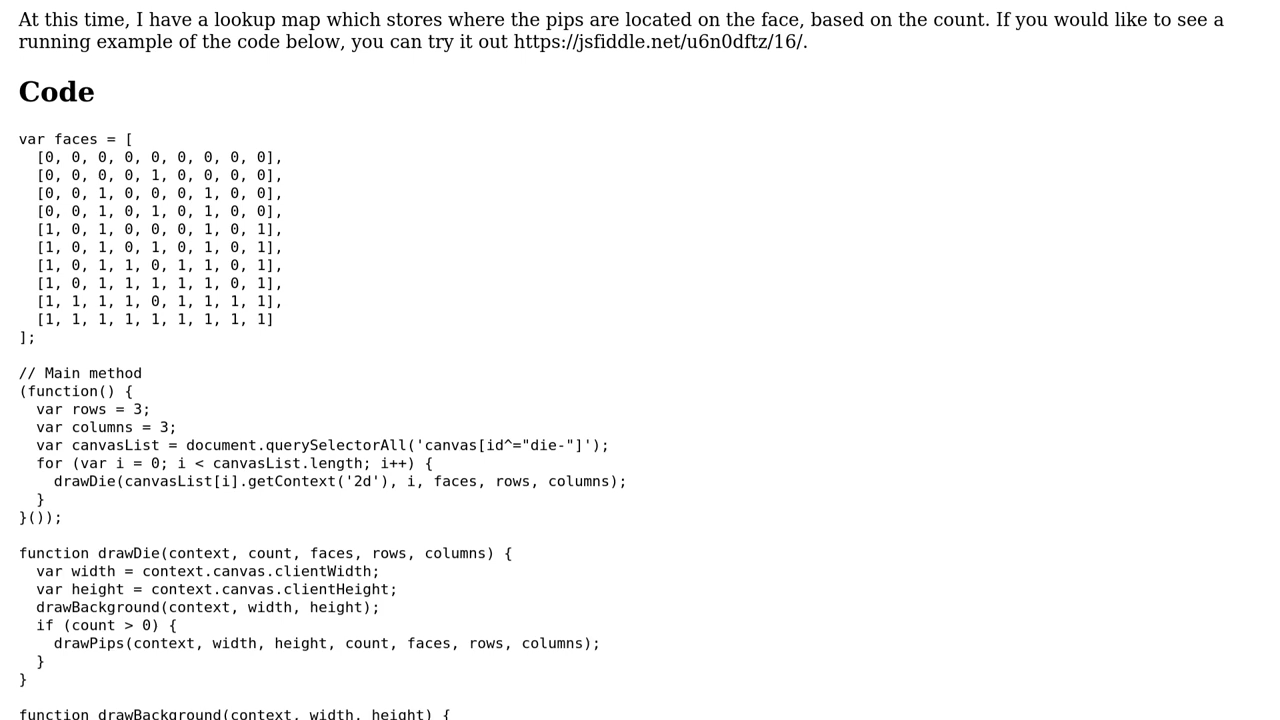 At this time, I have a lookup map which stores where the pips are located on the face, based on the count. If you would like to see a
running example of the code below, you can try it out https://jsfiddle.net/u6n0dftz/16/.
Code
var faces = [
  [0, 0, 0, 0, 0, 0, 0, 0, 0],
  [0, 0, 0, 0, 1, 0, 0, 0, 0],
  [0, 0, 1, 0, 0, 0, 1, 0, 0],
  [0, 0, 1, 0, 1, 0, 1, 0, 0],
  [1, 0, 1, 0, 0, 0, 1, 0, 1],
  [1, 0, 1, 0, 1, 0, 1, 0, 1],
  [1, 0, 1, 1, 0, 1, 1, 0, 1],
  [1, 0, 1, 1, 1, 1, 1, 0, 1],
  [1, 1, 1, 1, 0, 1, 1, 1, 1],
  [1, 1, 1, 1, 1, 1, 1, 1, 1]
];
// Main method
(function() {
  var rows = 3;
  var columns = 3;
  var canvasList = document.querySelectorAll('canvas[id^="die-"]');
  for (var i = 0; i < canvasList.length; i++) {
    drawDie(canvasList[i].getContext('2d'), i, faces, rows, columns);
  }
}());
function drawDie(context, count, faces, rows, columns) {
  var width = context.canvas.clientWidth;
  var height = context.canvas.clientHeight;
  drawBackground(context, width, height);
  if (count > 0) {
    drawPips(context, width, height, count, faces, rows, columns);
  }
}
function drawBackground(context, width, height) {